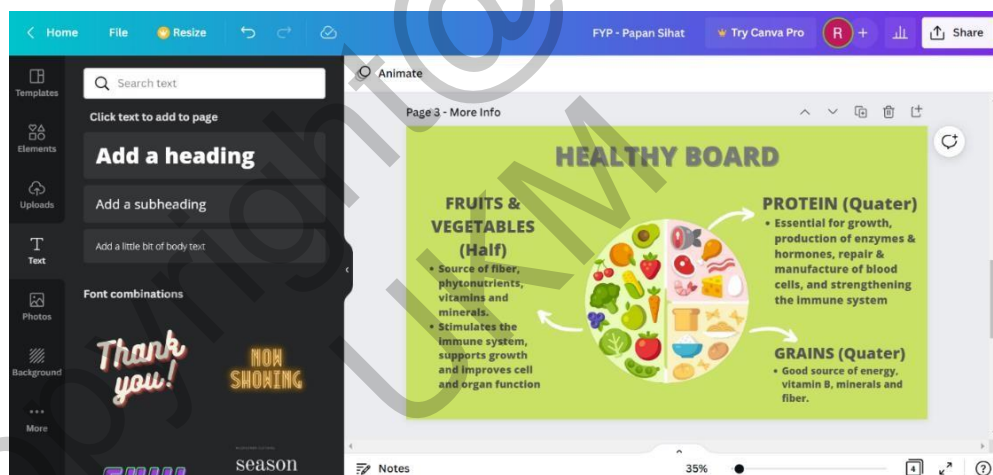 Home File Resize FYP - Papan Sihat Try Canva Pro R + Share
Templates
Elements
Uploads
Text
Photos
Background
More
Search text
Click text to add to page
Add a heading
Add a subheading
Add a little bit of body text
Font combinations
Thank
you!
NOW
SHOWING
season
Animate
Page 3 - More Info
HEALTHY BOARD
FRUITS &
VEGETABLES
(Half)
• Source of fiber,
phytonutrients,
vitamins and
minerals.
• Stimulates the
immune system,
supports growth
and improves cell
and organ function
PROTEIN (Quater)
• Essential for growth,
production of enzymes &
hormones, repair &
manufacture of blood
cells, and strengthening
the immune system
GRAINS (Quater)
• Good source of energy.
vitamin B, minerals and
fiber.
Notes 35% 4
UKM